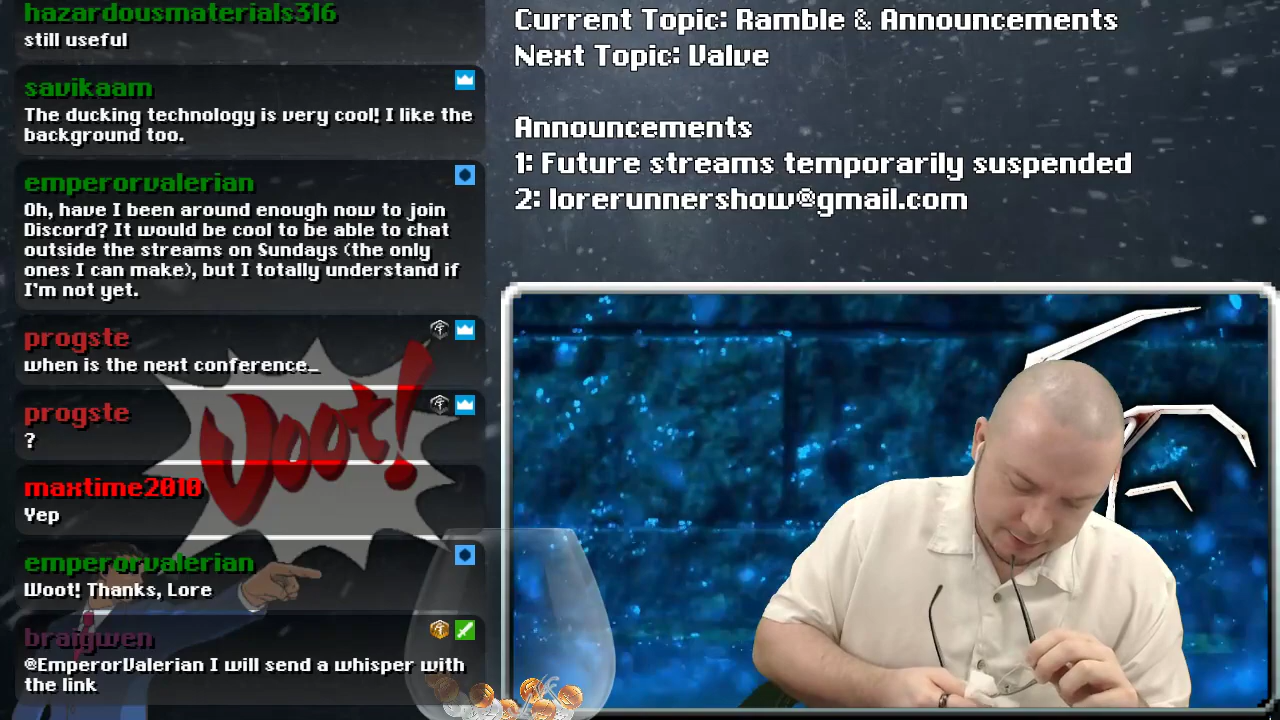 hazardousmaterials316
still useful
savikaam
The ducking technology is very cool! I like the
background too.
emperorvalerian
Oh, have I been around enough now to join
Discord? It would be cool to be able to chat
outside the streams on Sundays (the only
ones I can make), but I totally understand if
I'm not yet.
progste
when is the next conference_
progste
?
maxtime2010
Yep
emperorvalerian
Woot! Thanks, Lore
braigwen
@EmperorValerian I will send a whisper with
the link
Woot!
Current Topic: Ramble & Announcements
Next Topic: Valve
Announcements
1: Future streams temporarily suspended
2: lorerunnershow@gmail.com